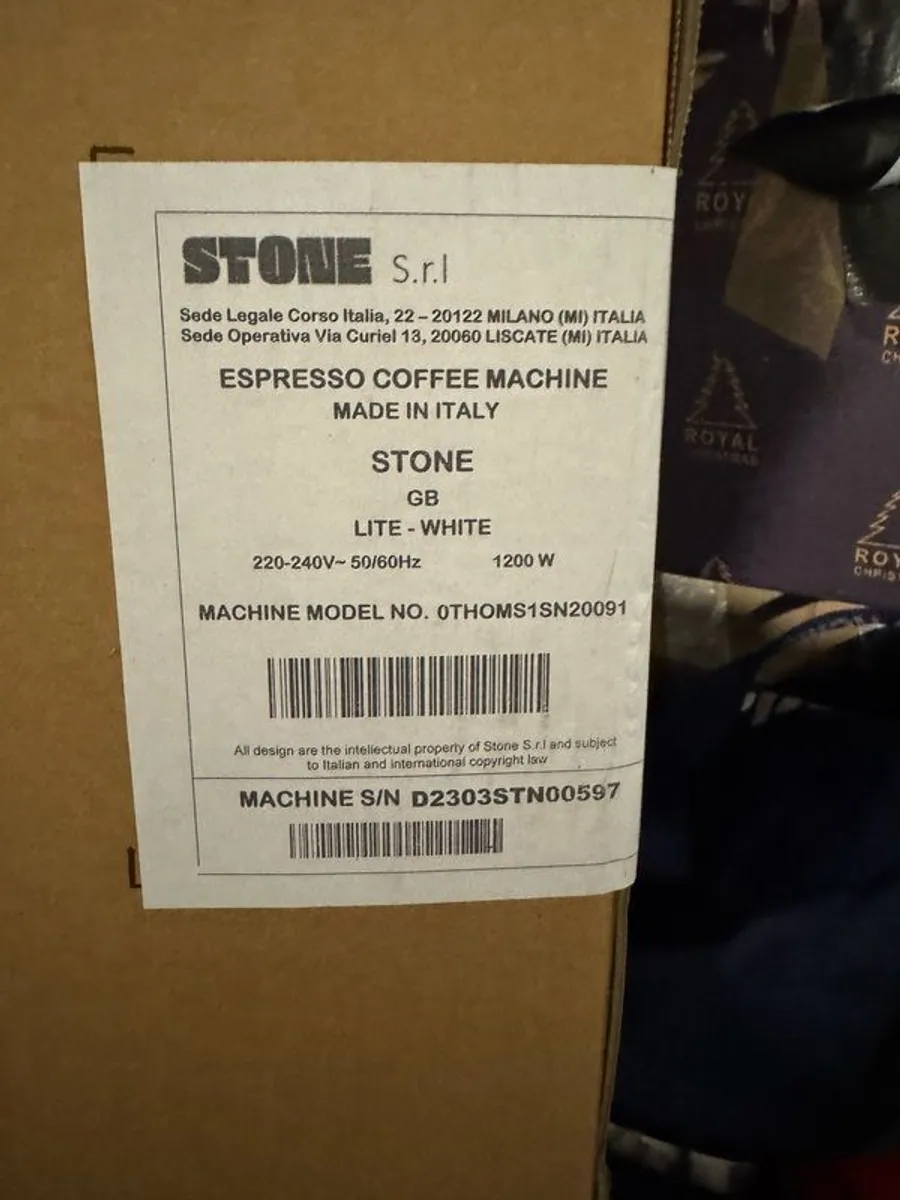 STONE S.r.l
Sede Legale Corso Italia, 22 – 20122 MILANO (MI) ITALIA
Sede Operativa Via Curiel 13, 20060 LISCATE (MI) ITALIA
ESPRESSO COFFEE MACHINE
MADE IN ITALY
STONE
GB
LITE - WHITE
220-240V~ 50/60Hz 1200 W
MACHINE MODEL NO. 0THOMS1SN20091
All design are the intellectual property of Stone S.r.l and subject
to Italian and international copyright law
MACHINE S/N D2303STN00597
ROYAL
CHRISTMAS